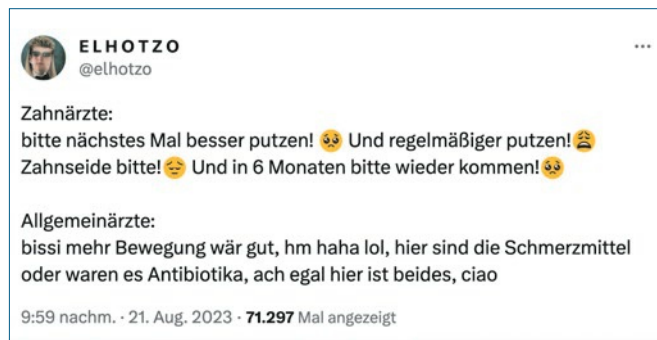 ELHOTZO
@elhotzo
Zahnärzte:
bitte nächstes Mal besser putzen! 🥺 Und regelmäßiger putzen!😩
Zahnseide bitte!😔 Und in 6 Monaten bitte wieder kommen!🥺
Allgemeinärzte:
bissi mehr Bewegung wär gut, hm haha lol, hier sind die Schmerzmittel
oder waren es Antibiotika, ach egal hier ist beides, ciao
9:59 nachm. · 21. Aug. 2023 · 71.297 Mal angezeigt